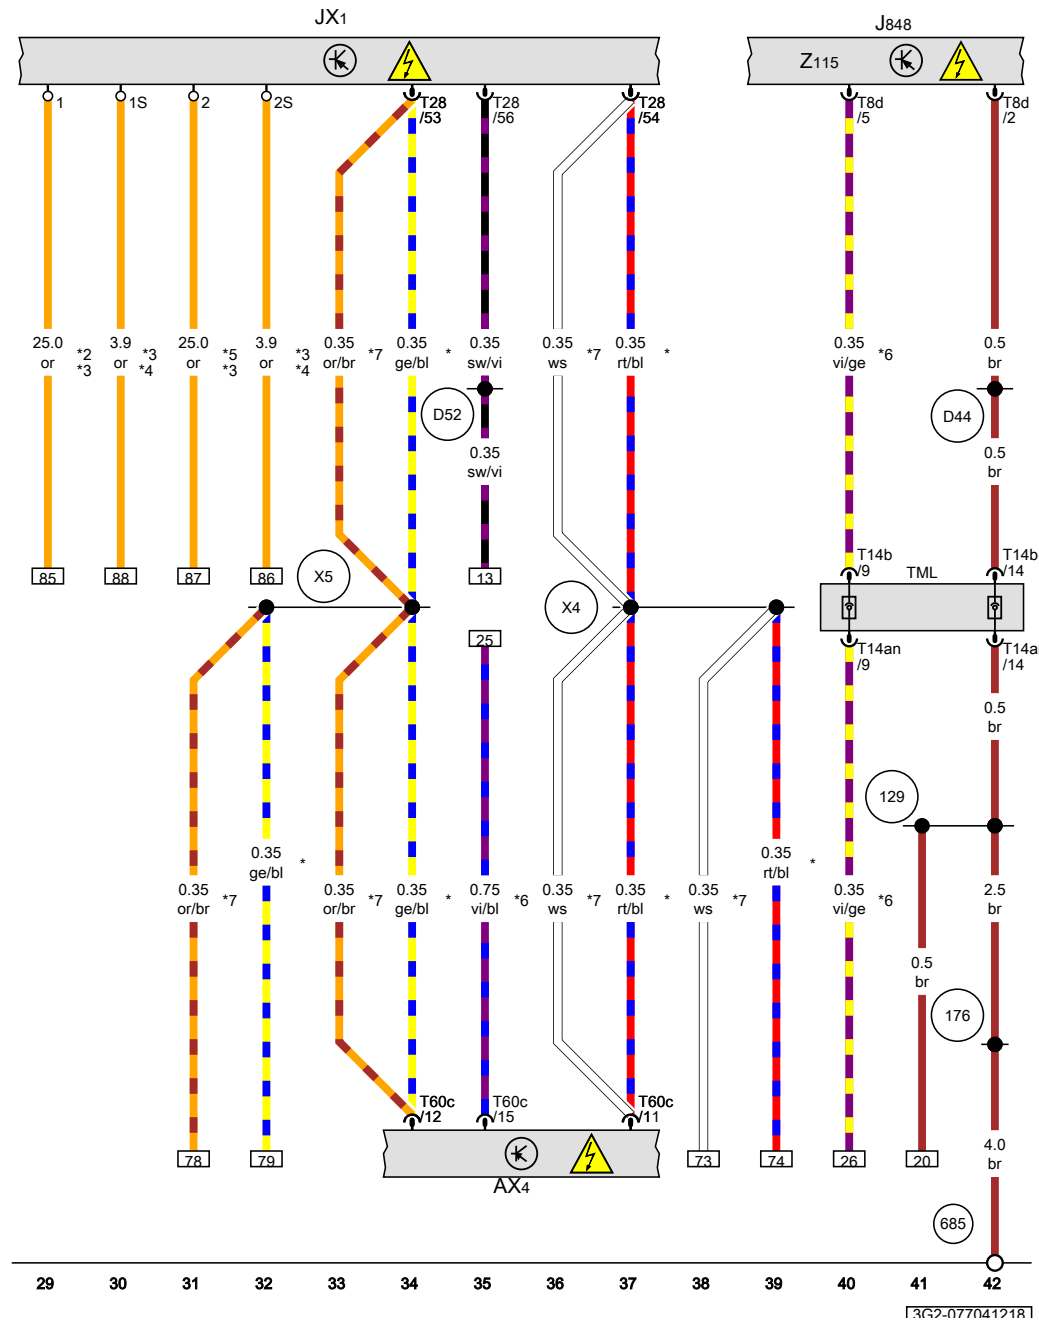 JX1 J848
Z115
1 1S 2 2S T28 /53 T28 /56 T28 /54 T8d /5 T8d /2
25.0 or *2 *3
3.9 or *3 *4
25.0 or *5 *3
3.9 or *3 *4
0.35 or/br *7
0.35 ge/bl *
0.35 sw/vi
0.35 ws *7
0.35 rt/bl *
0.35 vi/ge *6
0.5 br
D52 D44
0.35 sw/vi
0.5 br
85 88 87 86 X5 13 X4
T14b /9 TML T14b /14
25
T14an /9 T14a /14
0.5 br
129
0.35 ge/bl *
0.35 rt/bl *
0.35 or/br *7
0.35 or/br *7
0.35 ge/bl *
0.75 vi/bl *6
0.35 ws *7
0.35 rt/bl *
0.35 ws *7
0.35 vi/ge *6
2.5 br
0.5 br
176
T60c /12 T60c /15 T60c /11
78 79 73 74 26 20
4.0 br
AX4
685
29 30 31 32 33 34 35 36 37 38 39 40 41 42
3G2-077041218